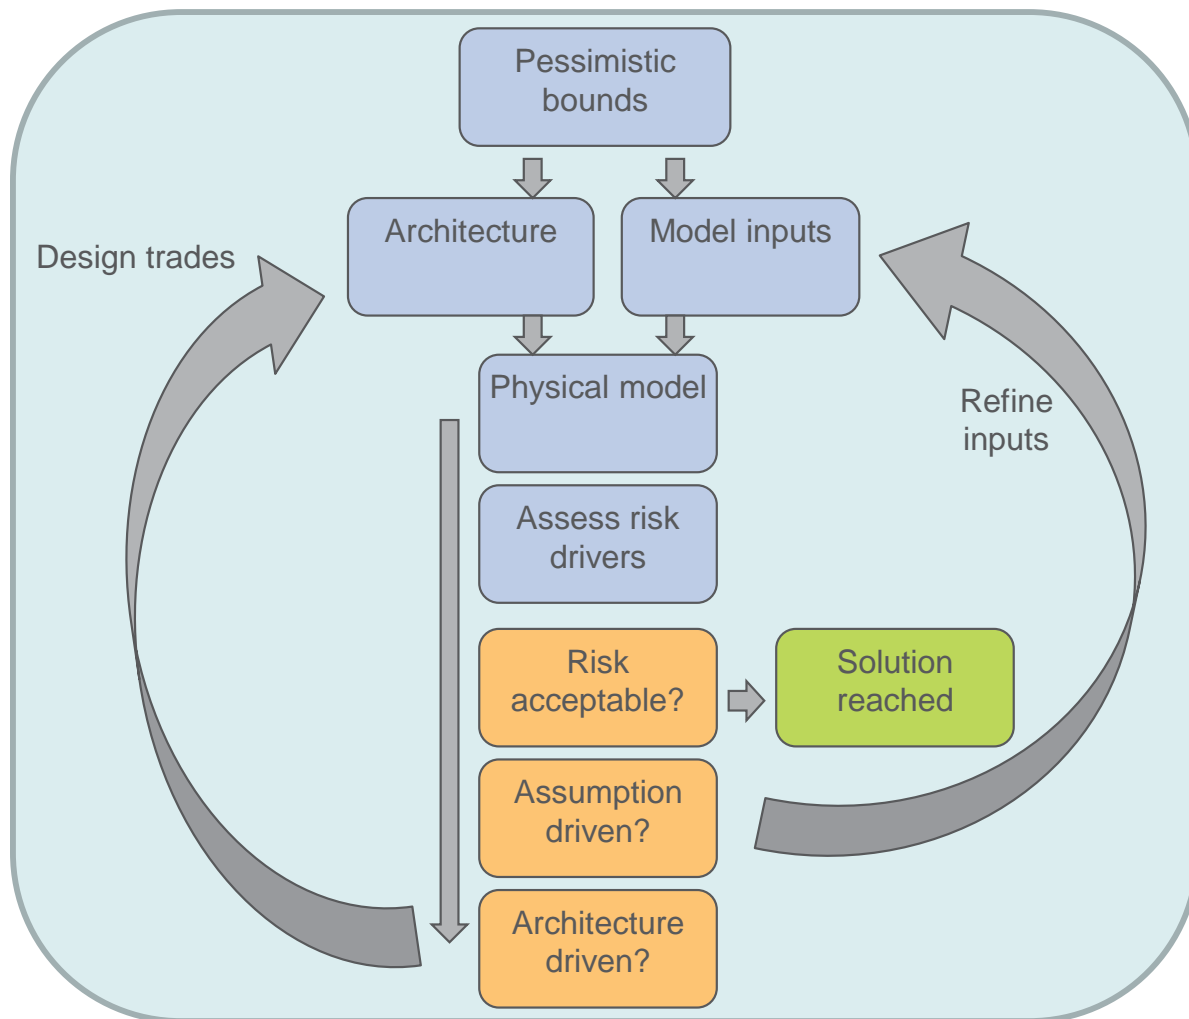 Pessimistic
bounds
Architecture
Model inputs
Design trades
Physical model
Refine
inputs
Assess risk
drivers
Risk
acceptable?
Solution
reached
Assumption
driven?
Architecture
driven?